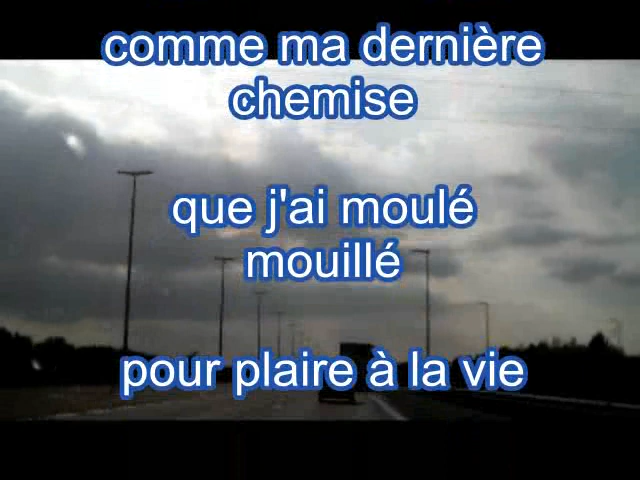 comme ma dernière
chemise
que j'ai moulé
mouillé
pour plaire à la vie